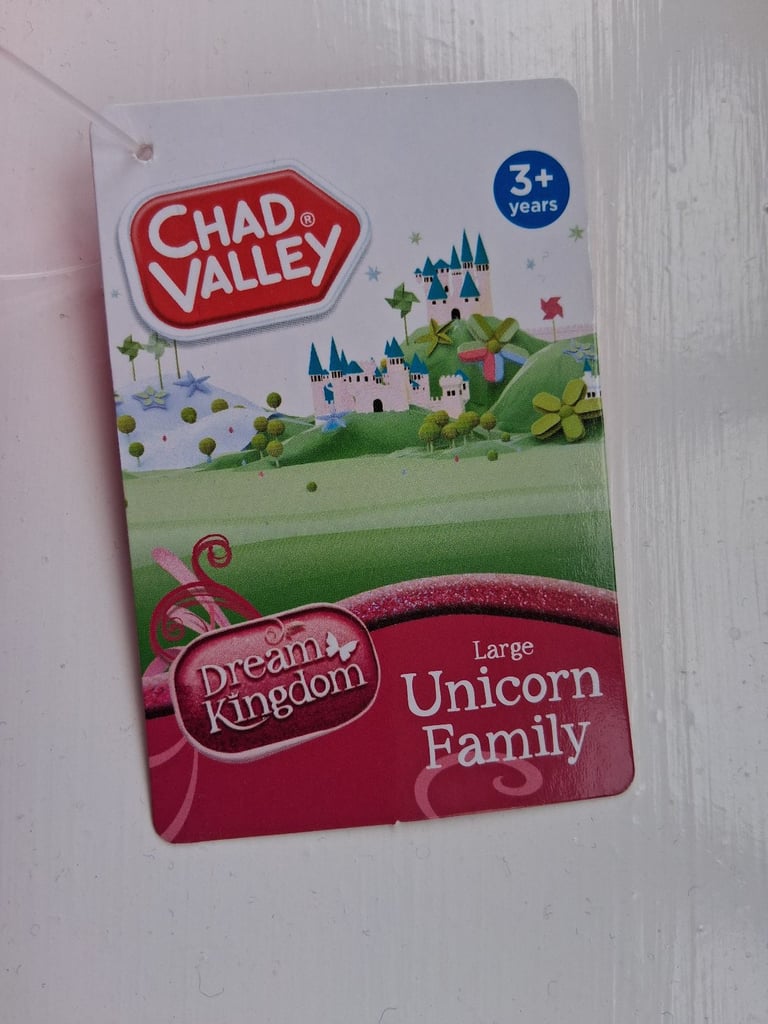 CHAD®
VALLEY
3+
years
Dream
Kingdom
Large
Unicorn
Family